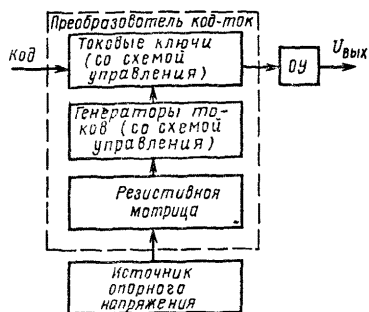 Преобразователь код-ток
Код
Токовые ключи
(со схемой
управления)
ОУ
Uвых
Генераторы то-
ков (со схемой
управления)
Резистивная
матрица
Источник
опорного
напряжения